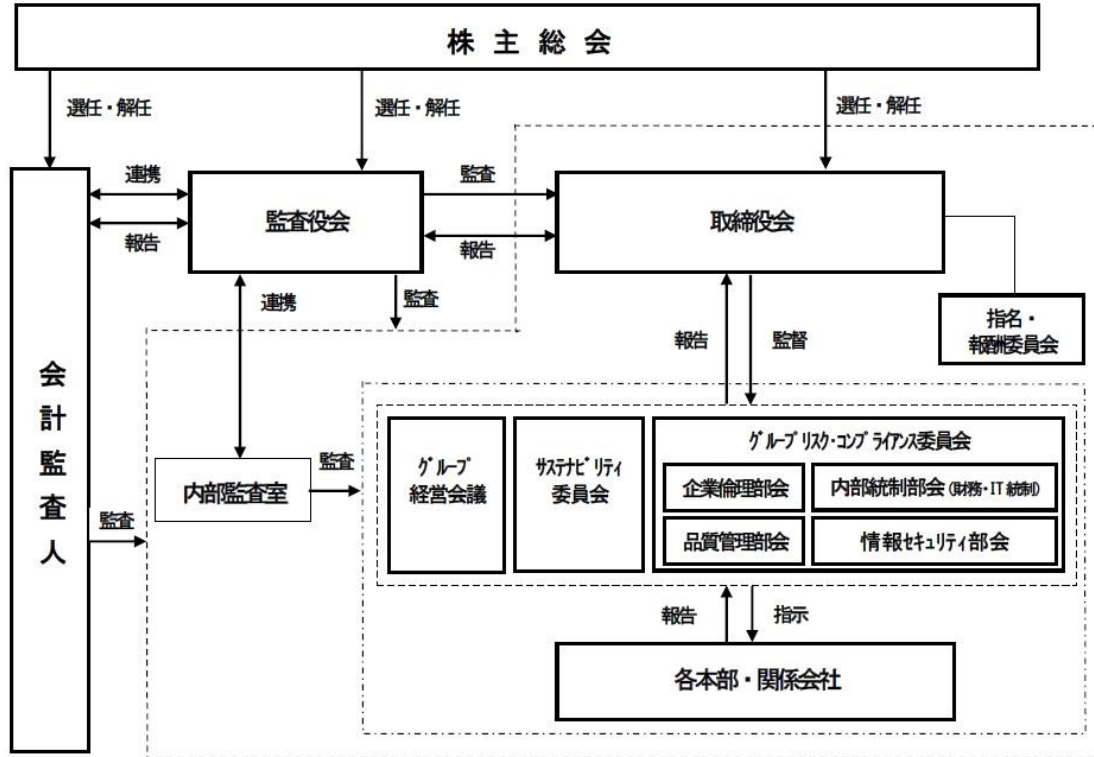 株主総会
選任・解任
選任・解任
選任・解任
連携
監査
報告
報告
監査役会
取締役会
連携
監査
指名・
報酬委員会
報告
監督
会計監査人
グループ
経営会議
サステナビリティ
委員会
グループリスク・コンプライアンス委員会
企業倫理部会
内部統制部会(財務・IT統制)
品質管理部会
情報セキュリティ部会
内部監査室
監査
監査
報告
指示
各本部・関係会社